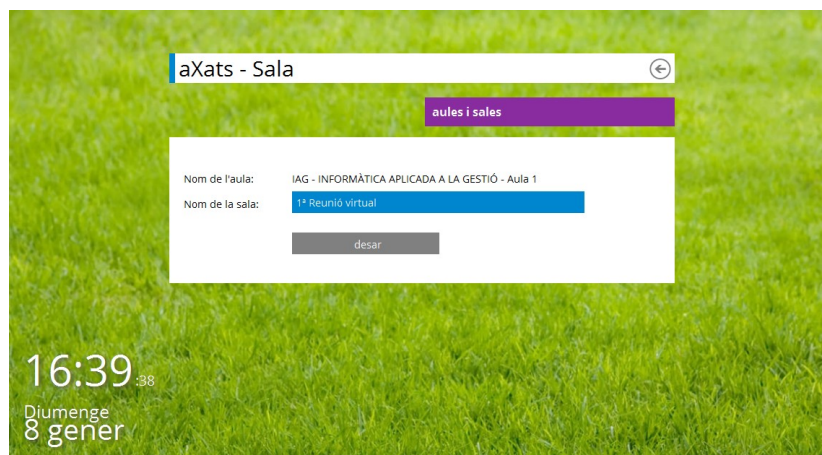 aXats - Sala
aules i sales
Nom de l'aula: IAG - INFORMÀTICA APLICADA A LA GESTIÓ - Aula 1
Nom de la sala: 1ª Reunió virtual
desar
16:39:38
Diumenge
8 gener